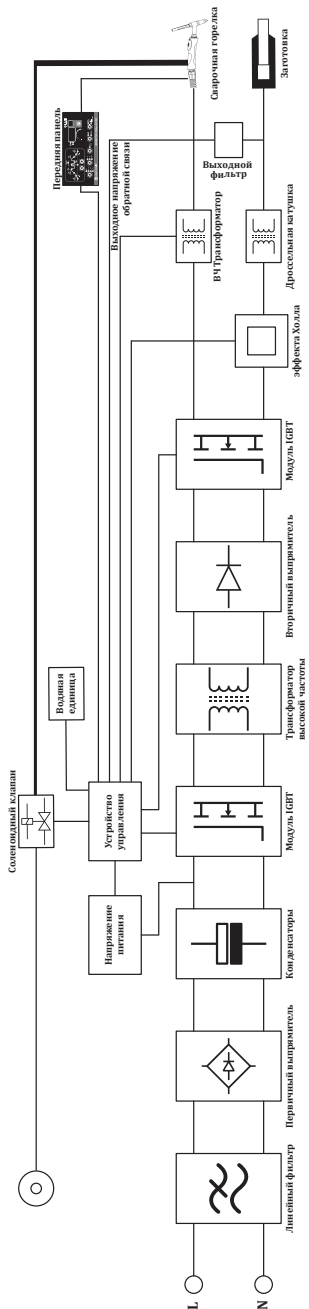 Соленоидный клапан
Водяная
единица
Передняя панель
Сварочная горелка
Заготовка
Напряжение
питания
Устройство
управления
Выходное напряжение
обратной связи
Выходной
фильтр
ВЧ Трансформатор
Дроссельная катушка
L
N
Линейный фильтр
Первичный выпрямитель
Конденсаторы
Модуль IGBT
Трансформатор
высокой частоты
Вторичный выпрямитель
Модуль IGBT
эффекта Холла